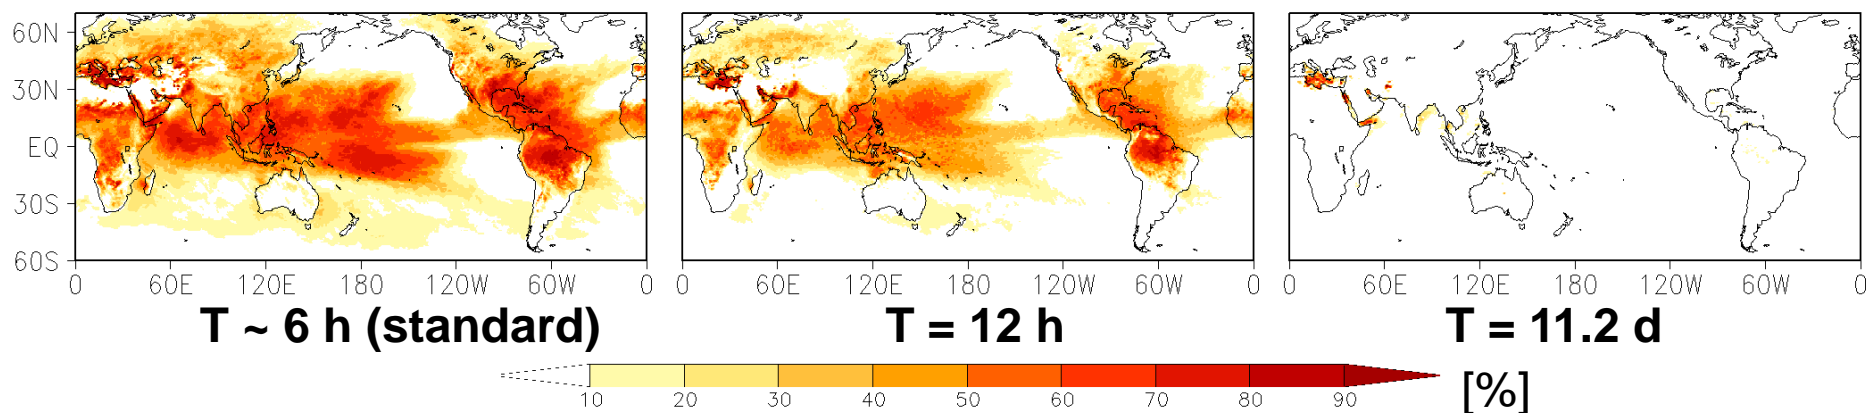 60N
30N
EQ
30S
60S
0 60E 120E 180 120W 60W 0
0 60E 120E 180 120W 60W 0
0 60E 120E 180 120W 60W 0
T ~ 6 h (standard)
T = 12 h
T = 11.2 d
10 20 30 40 50 60 70 80 90
[%]